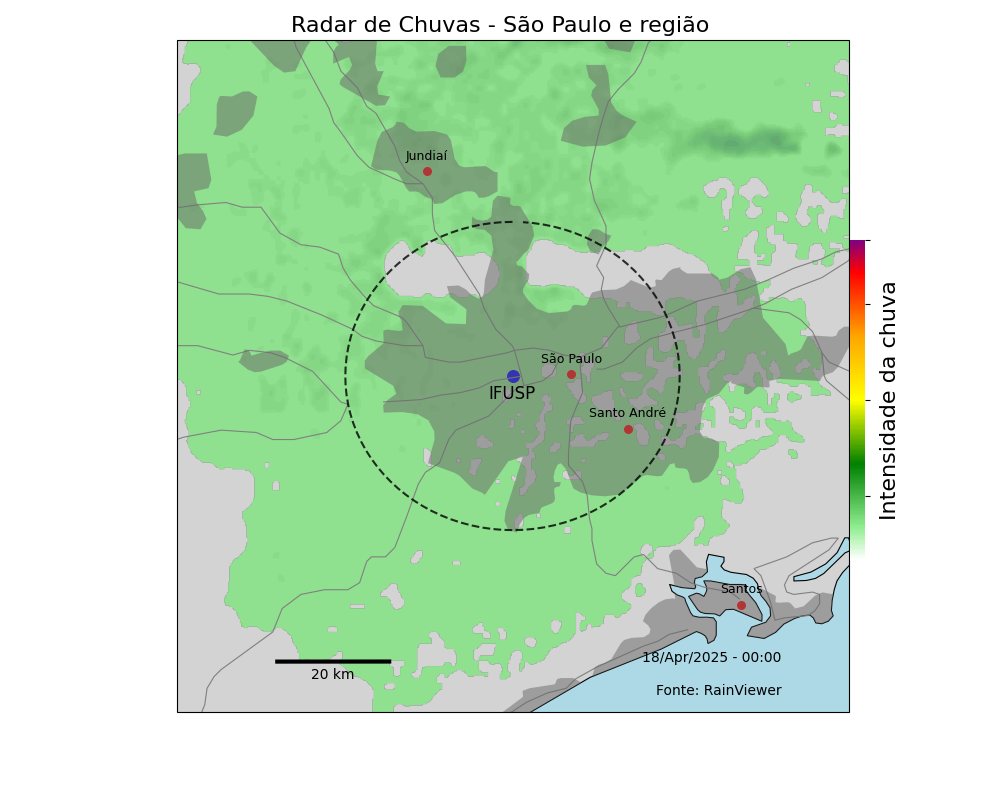 Radar de Chuvas - São Paulo e região
Jundiaí
São Paulo
IFUSP
Santo André
Intensidade da chuva
Santos
18/Apr/2025 - 00:00
20 km
Fonte: RainViewer